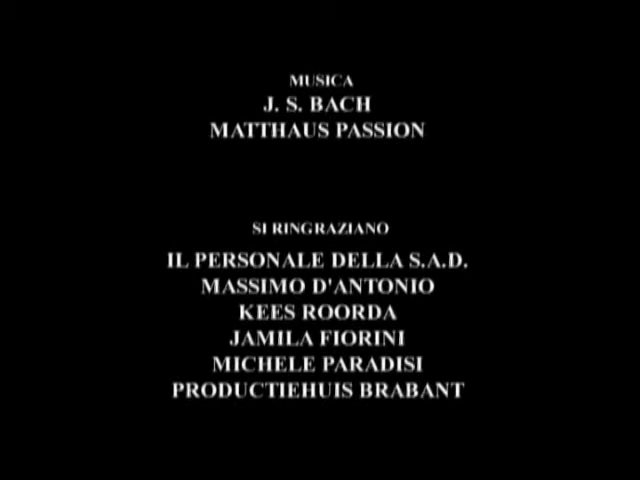 MUSICA
J. S. BACH
MATTHAUS PASSION
SI RINGRAZIANO
IL PERSONALE DELLA S.A.D.
MASSIMO D'ANTONIO
KEES ROORDA
JAMILA FIORINI
MICHELE PARADISI
PRODUCTIEHUIS BRABANT